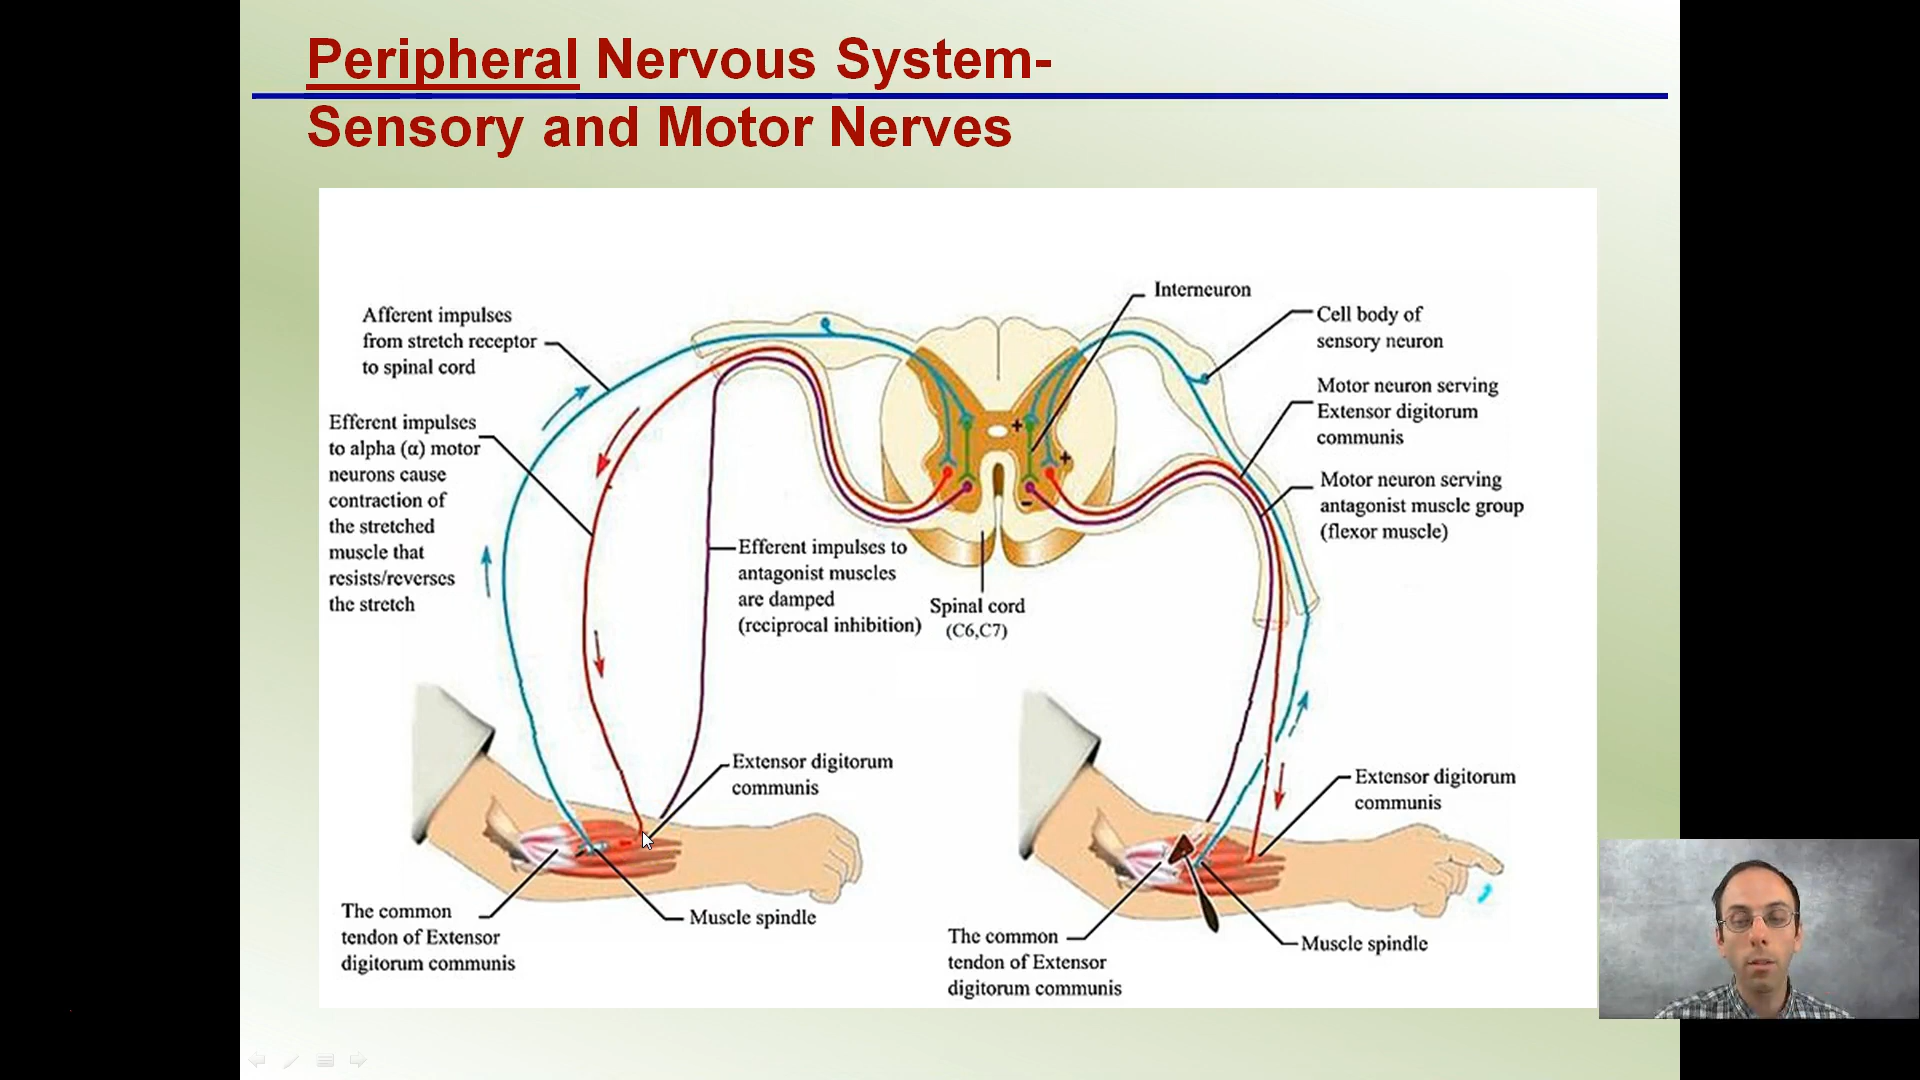 Peripheral Nervous System-
Sensory and Motor Nerves
Interneuron
Afferent impulses
from stretch receptor
to spinal cord
Cell body of
sensory neuron
Motor neuron serving
Extensor digitorum
communis
Efferent impulses
to alpha (α) motor
neurons cause
contraction of
the stretched
muscle that
resists/reverses
the stretch
+
+
-
Motor neuron serving
antagonist muscle group
(flexor muscle)
Efferent impulses to
antagonist muscles
are damped
(reciprocal inhibition)
Spinal cord
(C6,C7)
Extensor digitorum
communis
Extensor digitorum
communis
The common
tendon of Extensor
digitorum communis
Muscle spindle
The common
tendon of Extensor
digitorum communis
Muscle spindle